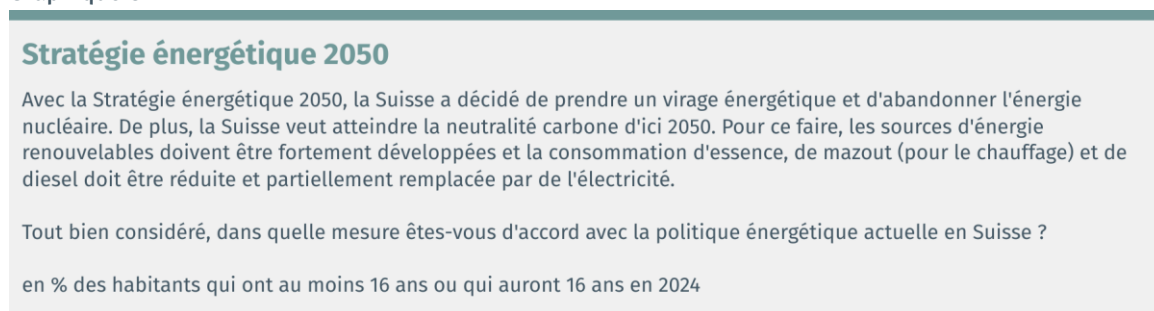 Stratégie énergétique 2050
Avec la Stratégie énergétique 2050, la Suisse a décidé de prendre un virage énergétique et d'abandonner l'énergie
nucléaire. De plus, la Suisse veut atteindre la neutralité carbone d'ici 2050. Pour ce faire, les sources d'énergie
renouvelables doivent être fortement développées et la consommation d'essence, de mazout (pour le chauffage) et de
diesel doit être réduite et partiellement remplacée par de l'électricité.
Tout bien considéré, dans quelle mesure êtes-vous d'accord avec la politique énergétique actuelle en Suisse ?
en % des habitants qui ont au moins 16 ans ou qui auront 16 ans en 2024